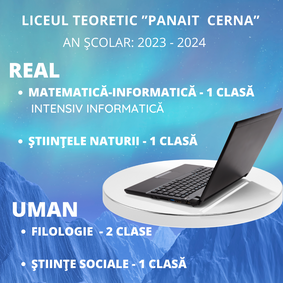 LICEUL TEORETIC ”PANAIT CERNA”
AN ŞCOLAR: 2023 - 2024
REAL
• MATEMATICĂ-INFORMATICĂ - 1 CLASĂ
INTENSIV INFORMATICĂ
• ŞTIINŢELE NATURII - 1 CLASĂ
UMAN
• FILOLOGIE - 2 CLASE
• ŞTIINŢE SOCIALE - 1 CLASĂ